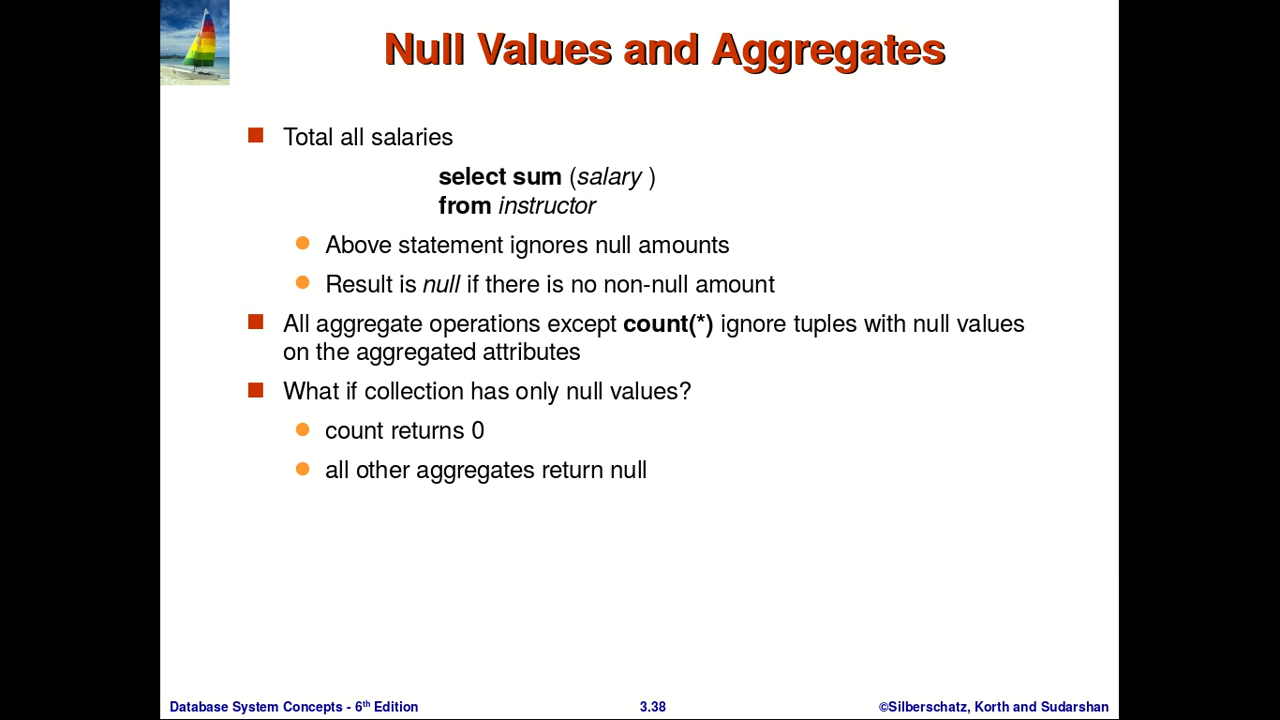 Null Values and Aggregates
Total all salaries
select sum (salary )
from instructor
Above statement ignores null amounts
Result is null if there is no non-null amount
All aggregate operations except count(*) ignore tuples with null values
on the aggregated attributes
What if collection has only null values?
count returns 0
all other aggregates return null
Database System Concepts - 6th Edition
3.38
©Silberschatz, Korth and Sudarshan